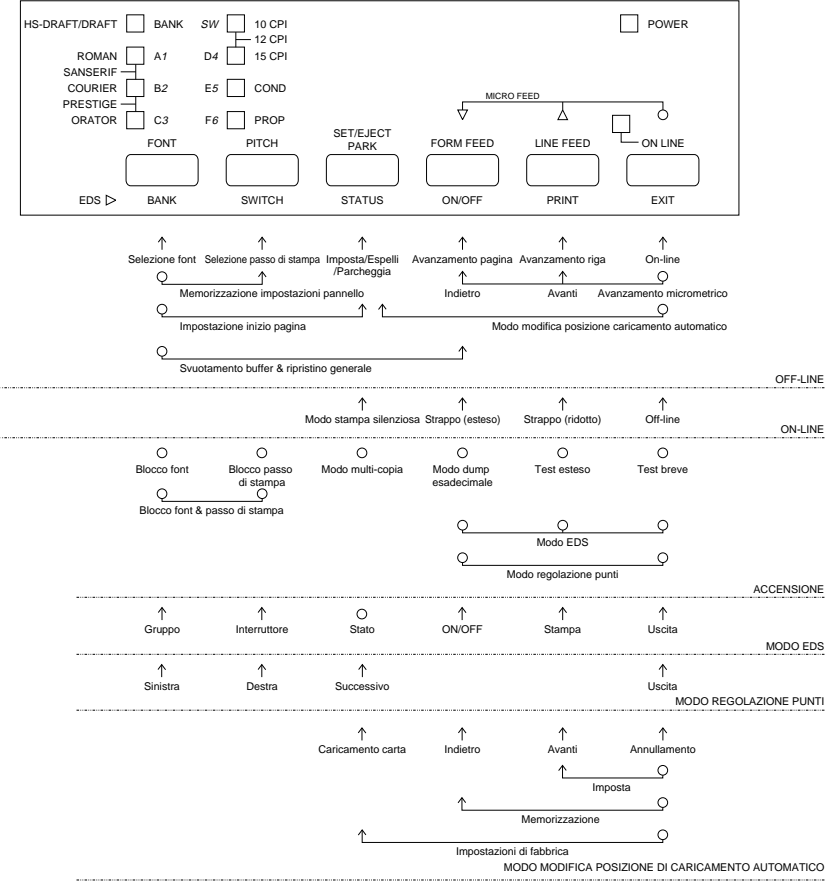 HS-DRAFT/DRAFT BANK SW 10 CPI POWER
12 CPI
ROMAN A1 D4 15 CPI
SANSERIF
COURIER B2 E5 COND
PRESTIGE
ORATOR C3 F6 PROP
MICRO FEED
FONT PITCH SET/EJECT PARK FORM FEED LINE FEED ON LINE
EDS BANK SWITCH STATUS ON/OFF PRINT EXIT
Selezione font Selezione passo di stampa Imposta/Espelli /Parcheggia Avanzamento pagina Avanzamento riga On-line
Memorizzazione impostazioni pannello Indietro Avanti Avanzamento micrometrico
Impostazione inizio pagina Modo modifica posizione caricamento automatico
Svuotamento buffer & ripristino generale
OFF-LINE
Modo stampa silenziosa Strappo (esteso) Strappo (ridotto) Off-line
ON-LINE
Blocco font Blocco passo di stampa Modo multi-copia Modo dump esadecimale Test esteso Test breve
Blocco font & passo di stampa
Modo EDS
Modo regolazione punti
ACCENSIONE
Gruppo Interruttore Stato ON/OFF Stampa Uscita
MODO EDS
Sinistra Destra Successivo Uscita
MODO REGOLAZIONE PUNTI
Caricamento carta Indietro Avanti Annullamento
Imposta
Memorizzazione
Impostazioni di fabbrica
MODO MODIFICA POSIZIONE DI CARICAMENTO AUTOMATICO